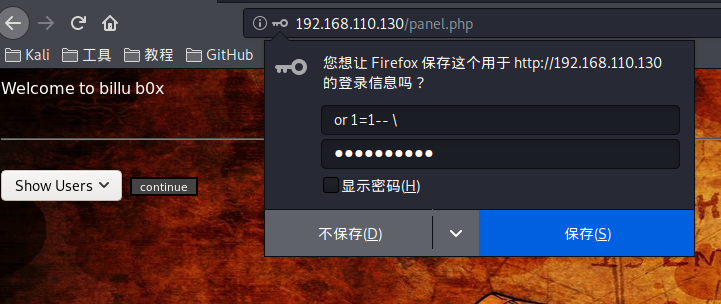 192.168.110.130/panel.php
Kali 工具 教程 GitHub
Welcome to billu b0x
您想让 Firefox 保存这个用于 http://192.168.110.130
的登录信息吗？
or 1=1-- \
●●●●●●●●●●
显示密码(H)
Show Users continue
不保存(D) 保存(S)